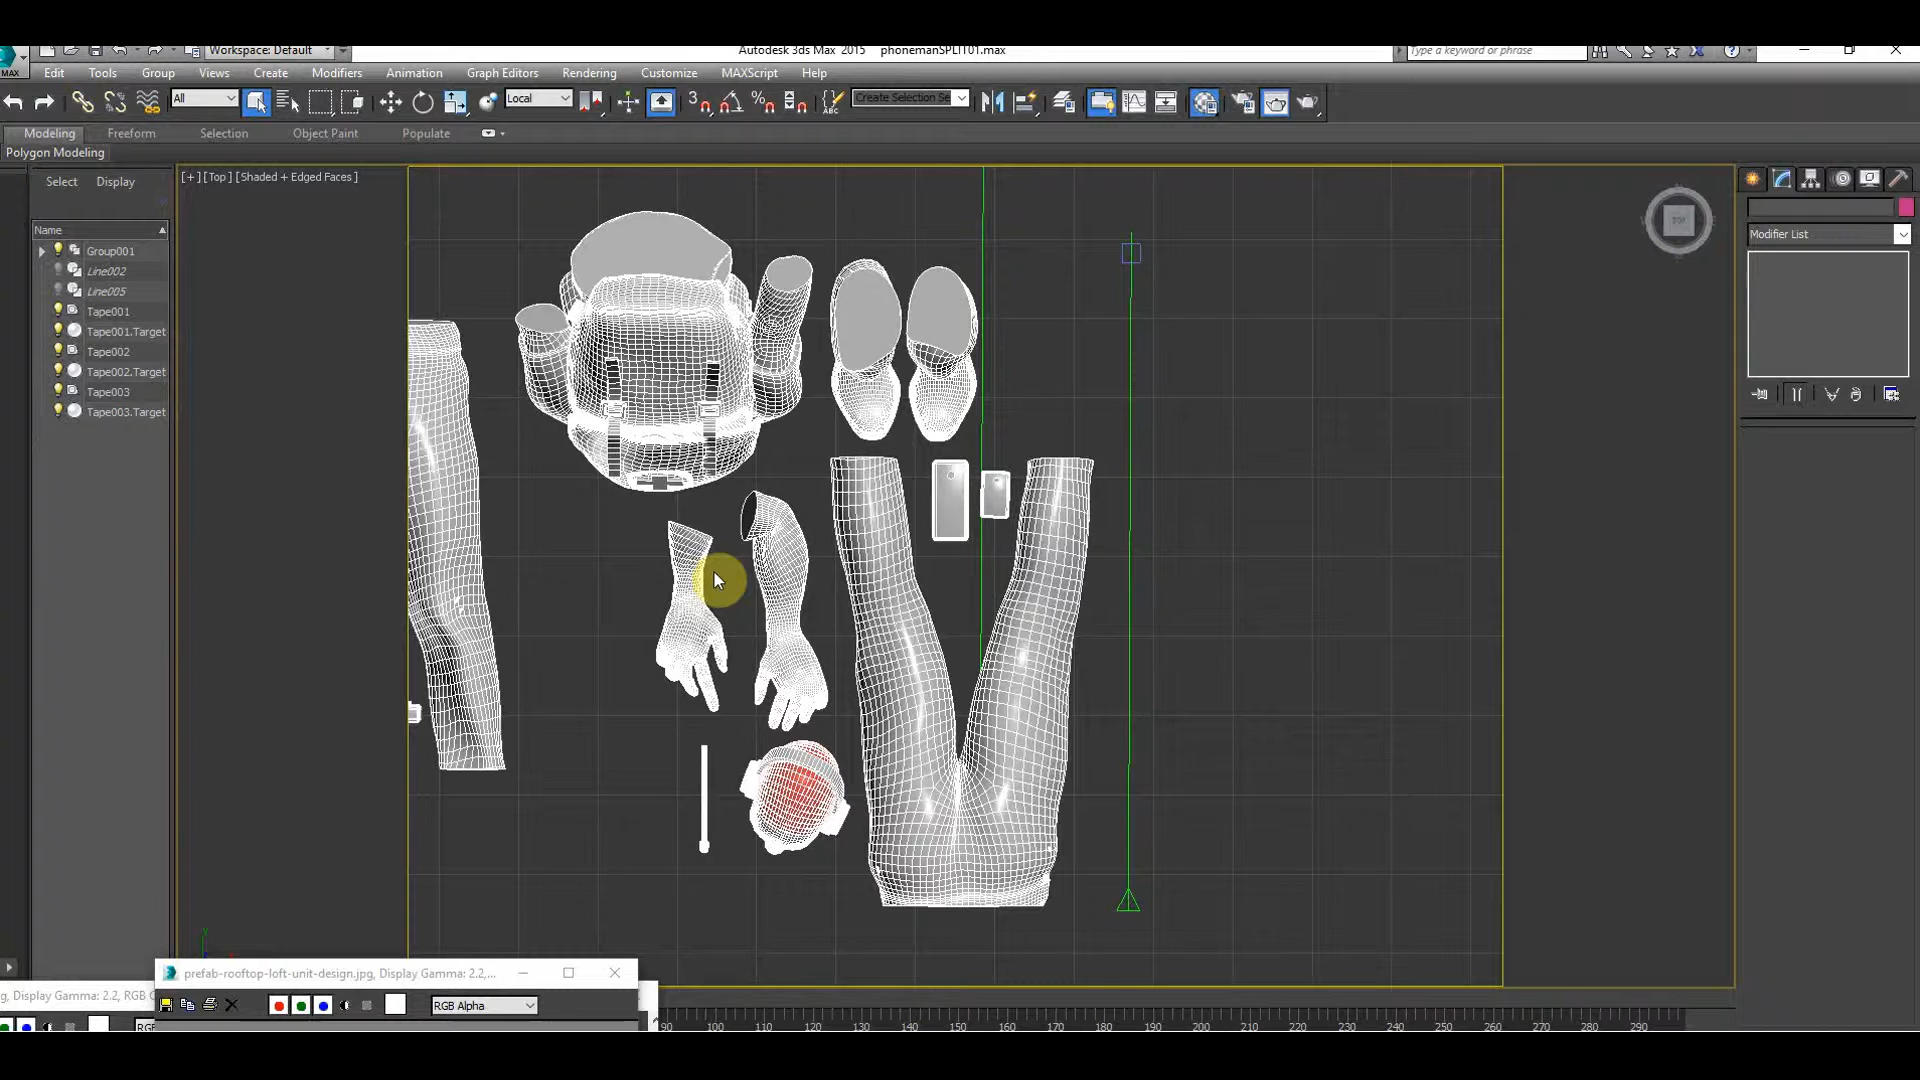 Workspace: Default
Autodesk 3ds Max 2015
phonemanSPLIT01.max
Type a keyword or phrase
MAX
Edit
Tools
Group
Views
Create
Modifiers
Animation
Graph Editors
Rendering
Customize
MAXScript
Help
All
Local
3
ABC
Create Selection Se
Modeling
Freeform
Selection
Object Paint
Populate
Polygon Modeling
Select
Display
[+] [Top ] [Shaded + Edged Faces ]
TOP
Modifier List
Name
Group001
Line002
Line005
Tape001
Tape001.Target
Tape002
Tape002.Target
Tape003
Tape003.Target
prefab-rooftop-loft-unit-design.jpg, Display Gamma: 2.2,...
g, Display Gamma: 2.2, RGB C
RGB Alpha
RGB
90 100 110 120 130 140 150 160 170 180 190 200 210 220 230 240 250 260 270 280 290